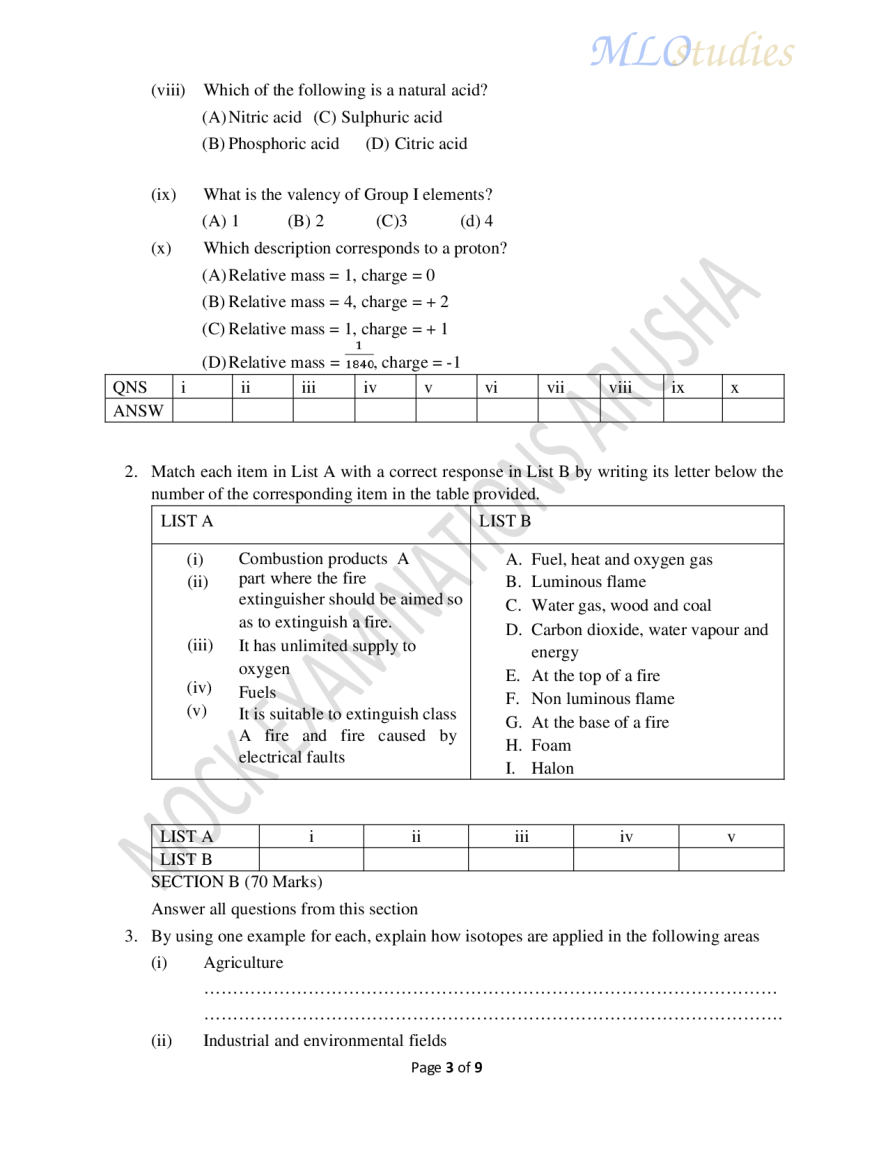 MLOstudies
(viii) Which of the following is a natural acid?
(A) Nitric acid (C) Sulphuric acid
(B) Phosphoric acid (D) Citric acid
(ix) What is the valency of Group I elements?
(A) 1 (B) 2 (C)3 (d) 4
(x) Which description corresponds to a proton?
(A) Relative mass = 1, charge = 0
(B) Relative mass = 4, charge = + 2
(C) Relative mass = 1, charge = + 1
(D) Relative mass = 1/1840, charge = -1
QNS i ii iii iv v vi vii viii ix x
ANSW
2. Match each item in List A with a correct response in List B by writing its letter below the
number of the corresponding item in the table provided.
LIST A LIST B
(i) Combustion products A
(ii) part where the fire
extinguisher should be aimed so
as to extinguish a fire.
(iii) It has unlimited supply to
oxygen
(iv) Fuels
(v) It is suitable to extinguish class
A fire and fire caused by
electrical faults
A. Fuel, heat and oxygen gas
B. Luminous flame
C. Water gas, wood and coal
D. Carbon dioxide, water vapour and
energy
E. At the top of a fire
F. Non luminous flame
G. At the base of a fire
H. Foam
I. Halon
LIST A i ii iii iv v
LIST B
SECTION B (70 Marks)
Answer all questions from this section
3. By using one example for each, explain how isotopes are applied in the following areas
(i) Agriculture
………………………………………………………………………………………
……………………………………………………………………………………….
(ii) Industrial and environmental fields
Page 3 of 9
MOCK EXAMINATIONS ARUSHA